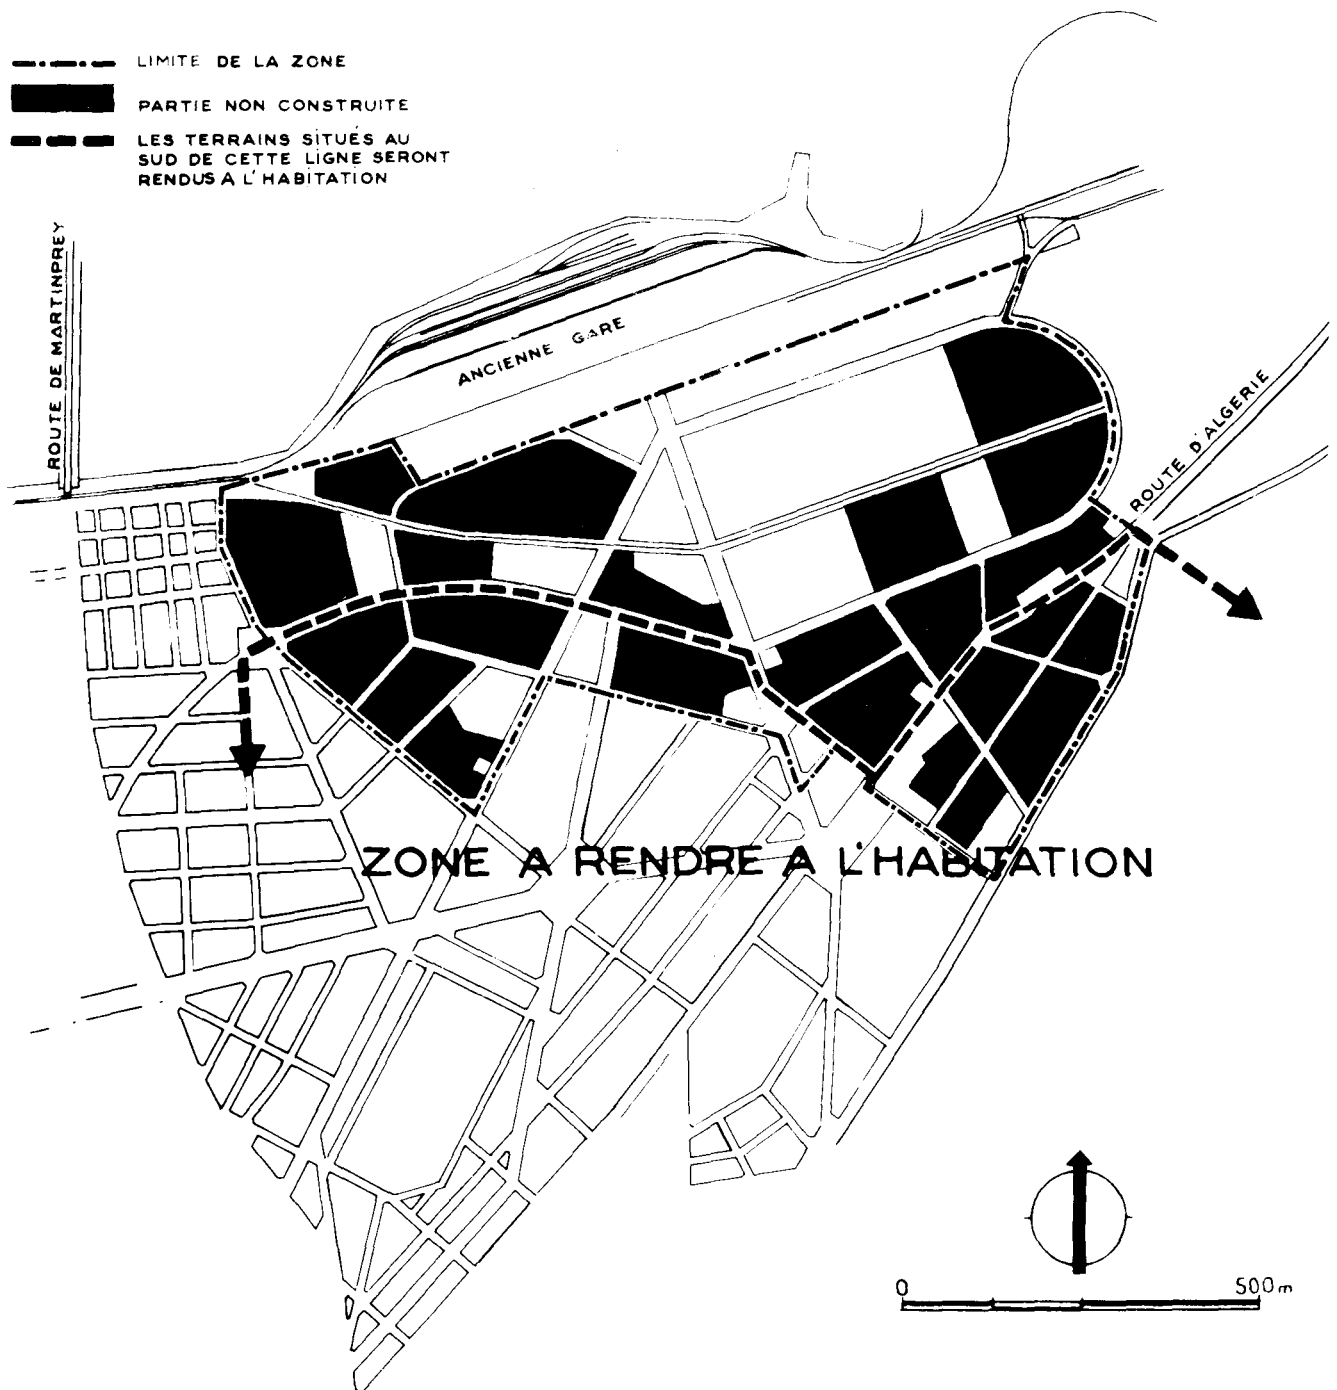 LIMITE DE LA ZONE
PARTIE NON CONSTRUITE
LES TERRAINS SITUÉS AU
SUD DE CETTE LIGNE SERONT
RENDUS A L'HABITATION
ROUTE DE MARTINPREY
ANCIENNE GARE
ROUTE D'ALGERIE
ZONE A RENDRE A L'HABITATION
0 500m